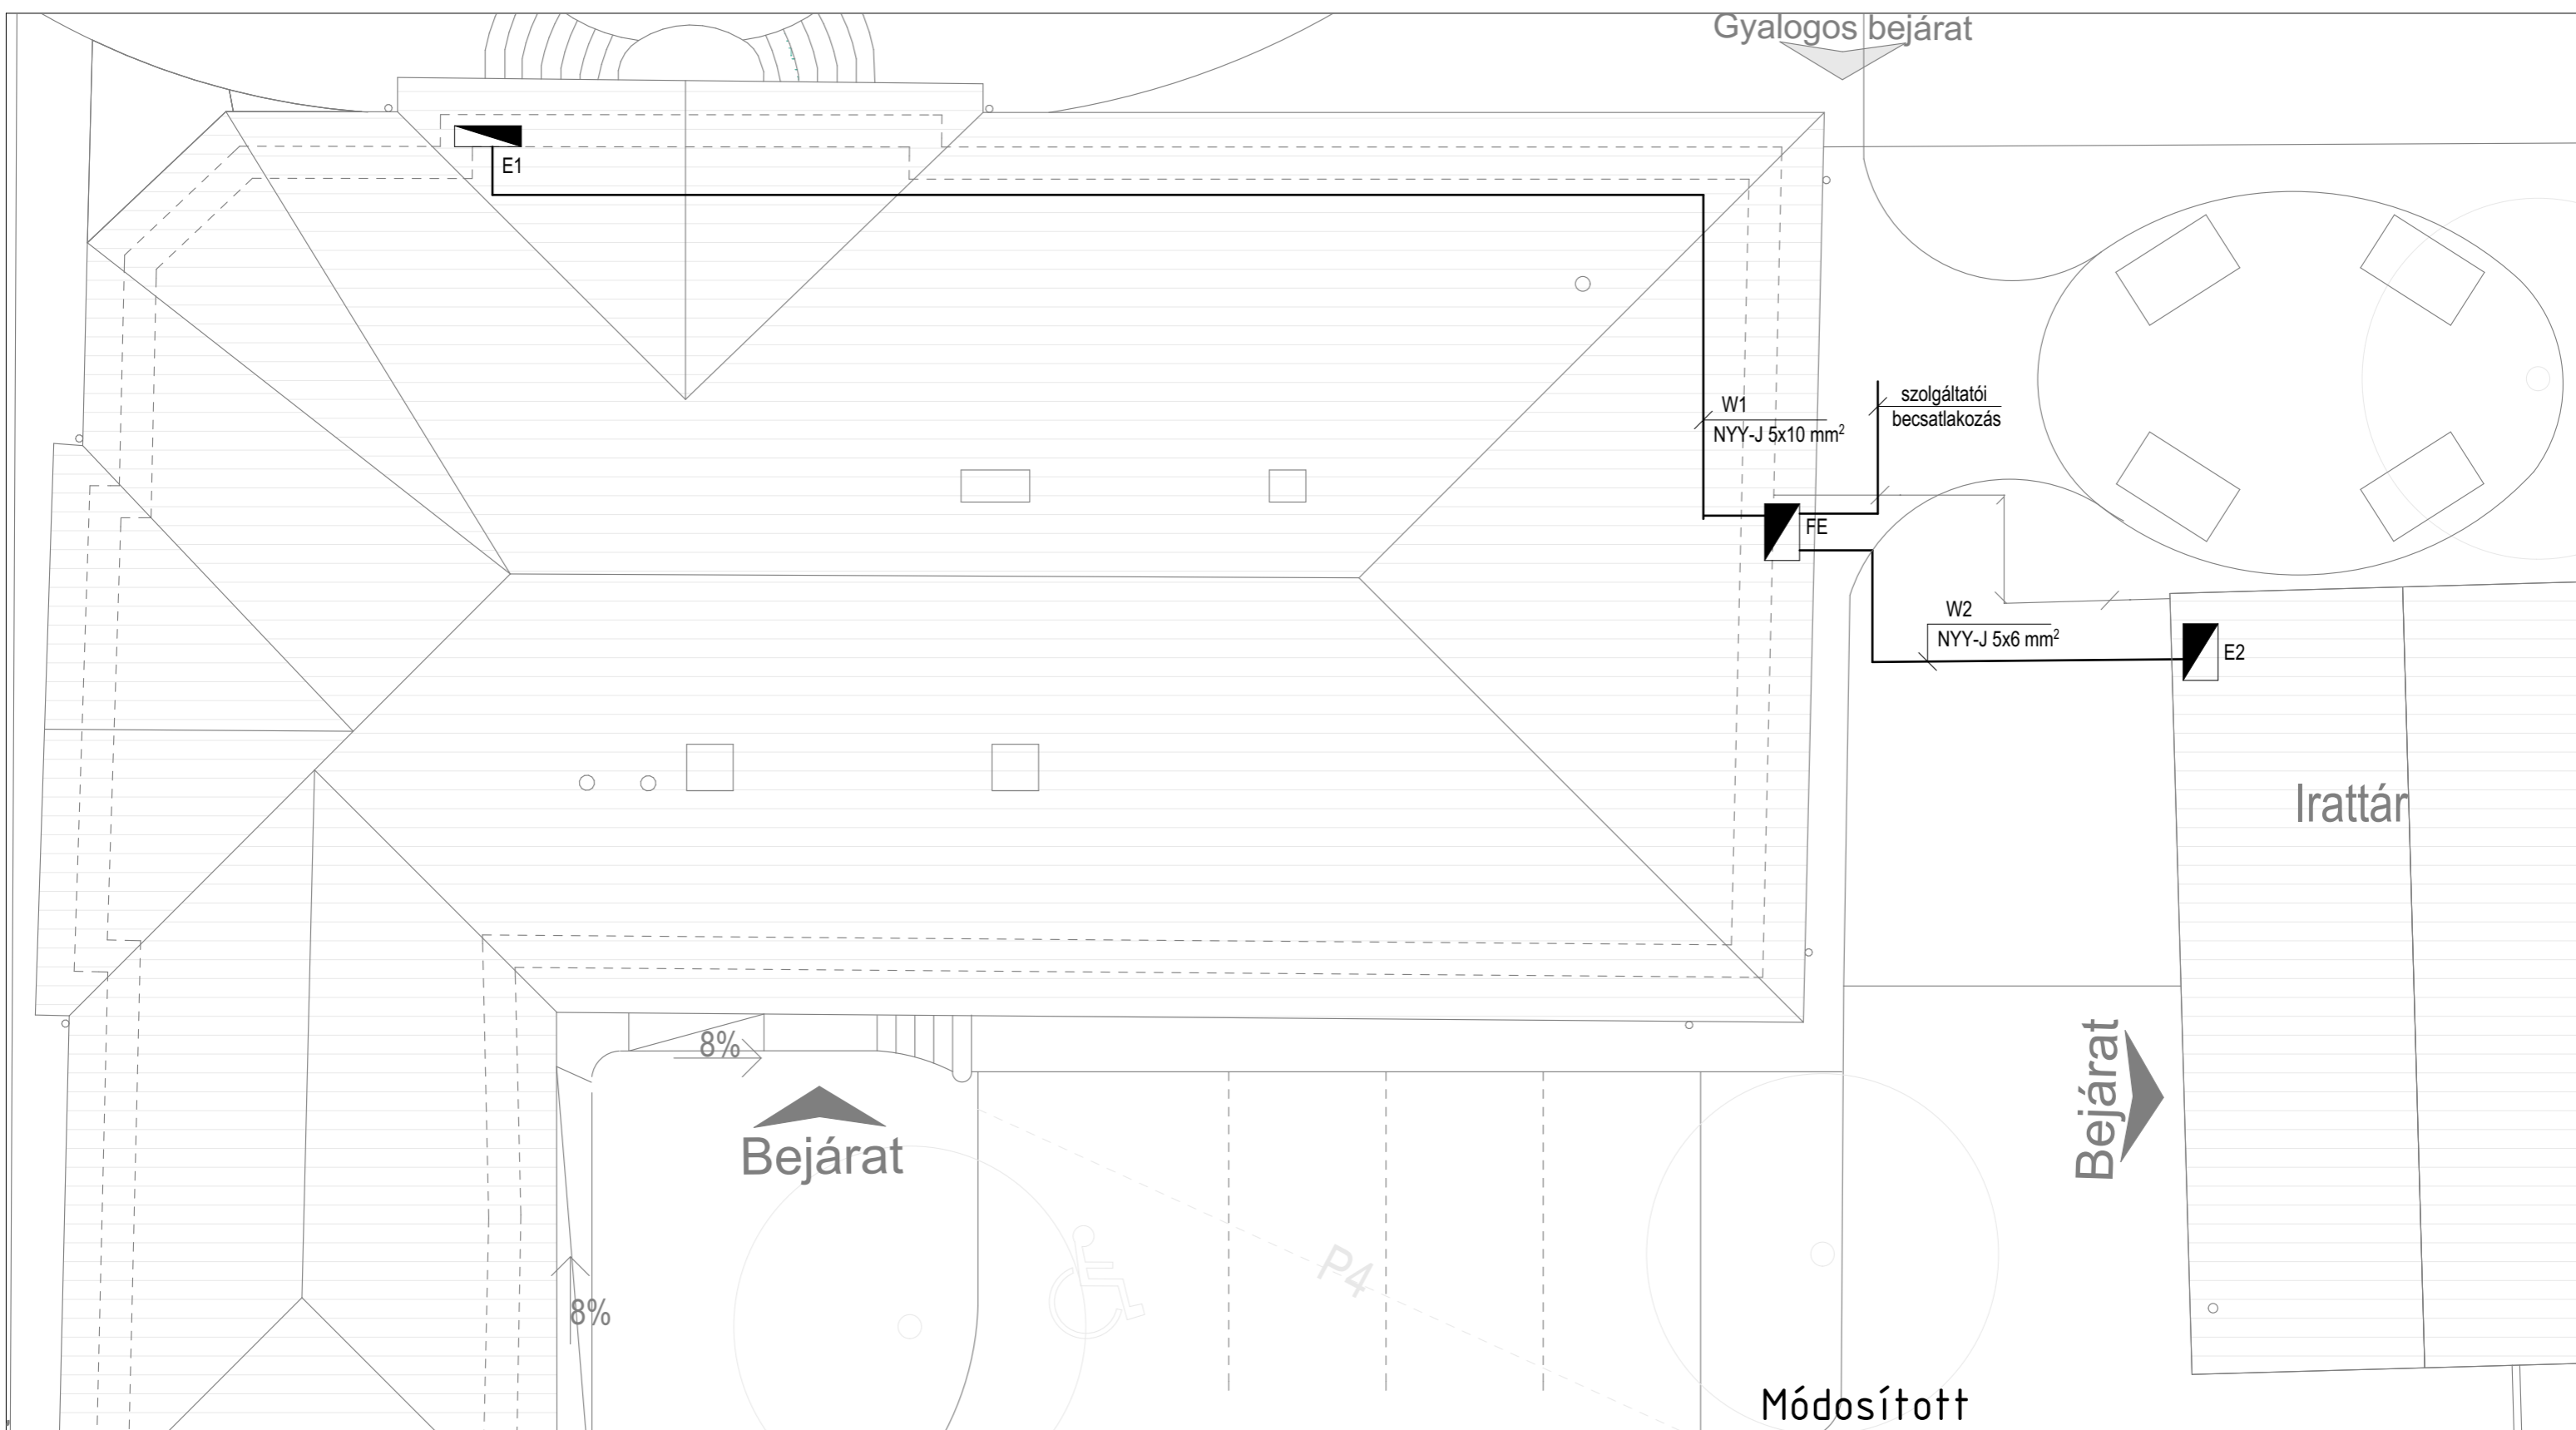 Gyalogos bejárat
E1
szolgáltatói
becsatlakozás
W1
NYY-J 5x10 mm²
FE
W2
NYY-J 5x6 mm²
E2
Irattár
8%
Bejárat
Bejárat
P4
8%
Módosított